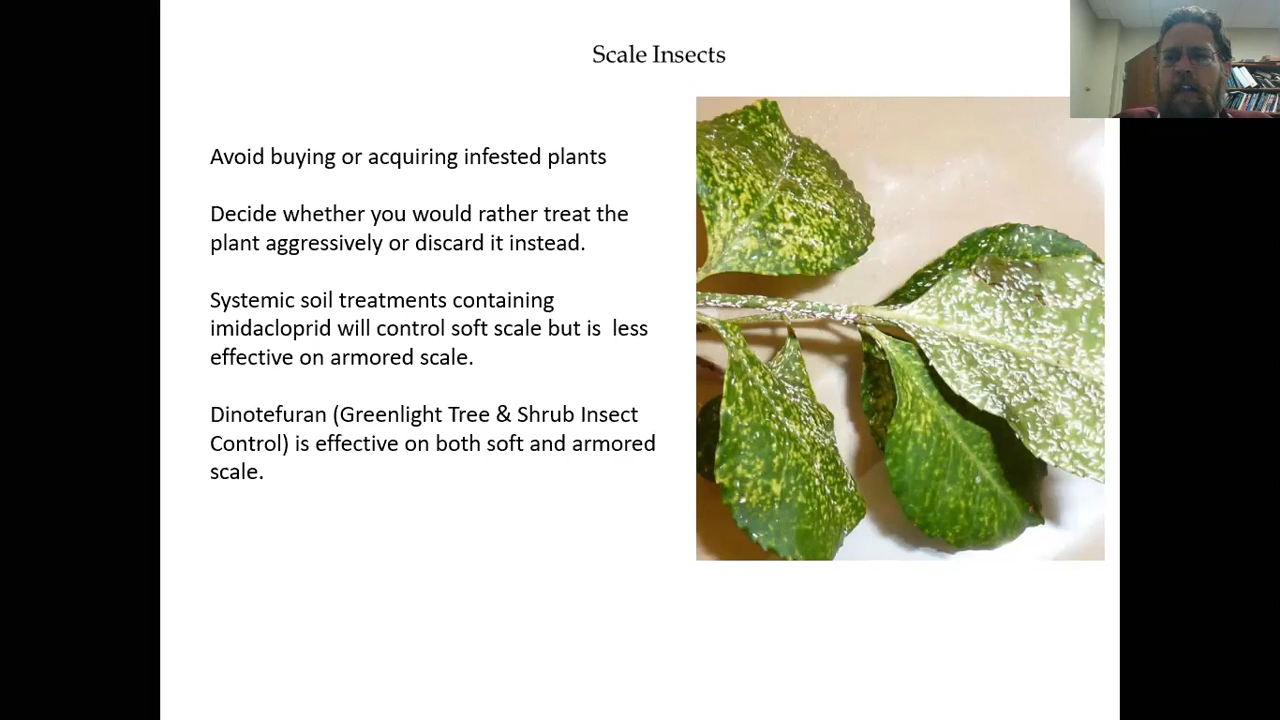 Scale Insects
Avoid buying or acquiring infested plants
Decide whether you would rather treat the
plant aggressively or discard it instead.
Systemic soil treatments containing
imidacloprid will control soft scale but is  less
effective on armored scale.
Dinotefuran (Greenlight Tree & Shrub Insect
Control) is effective on both soft and armored
scale.